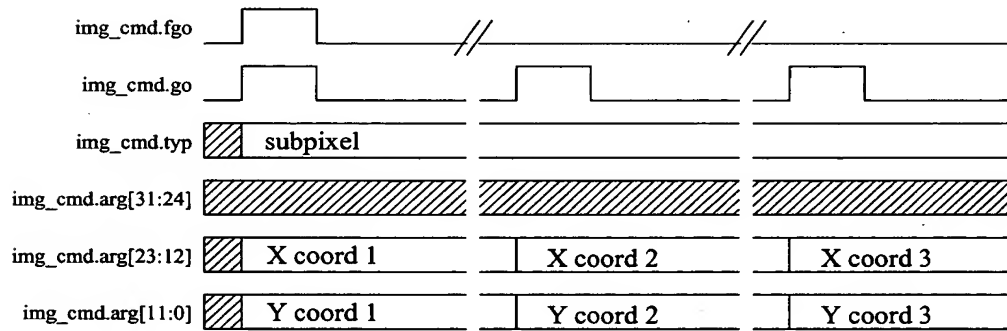 img_cmd.fgo
img_cmd.go
img_cmd.typ subpixel
img_cmd.arg[31:24]
img_cmd.arg[23:12] X coord 1 X coord 2 X coord 3
img_cmd.arg[11:0] Y coord 1 Y coord 2 Y coord 3